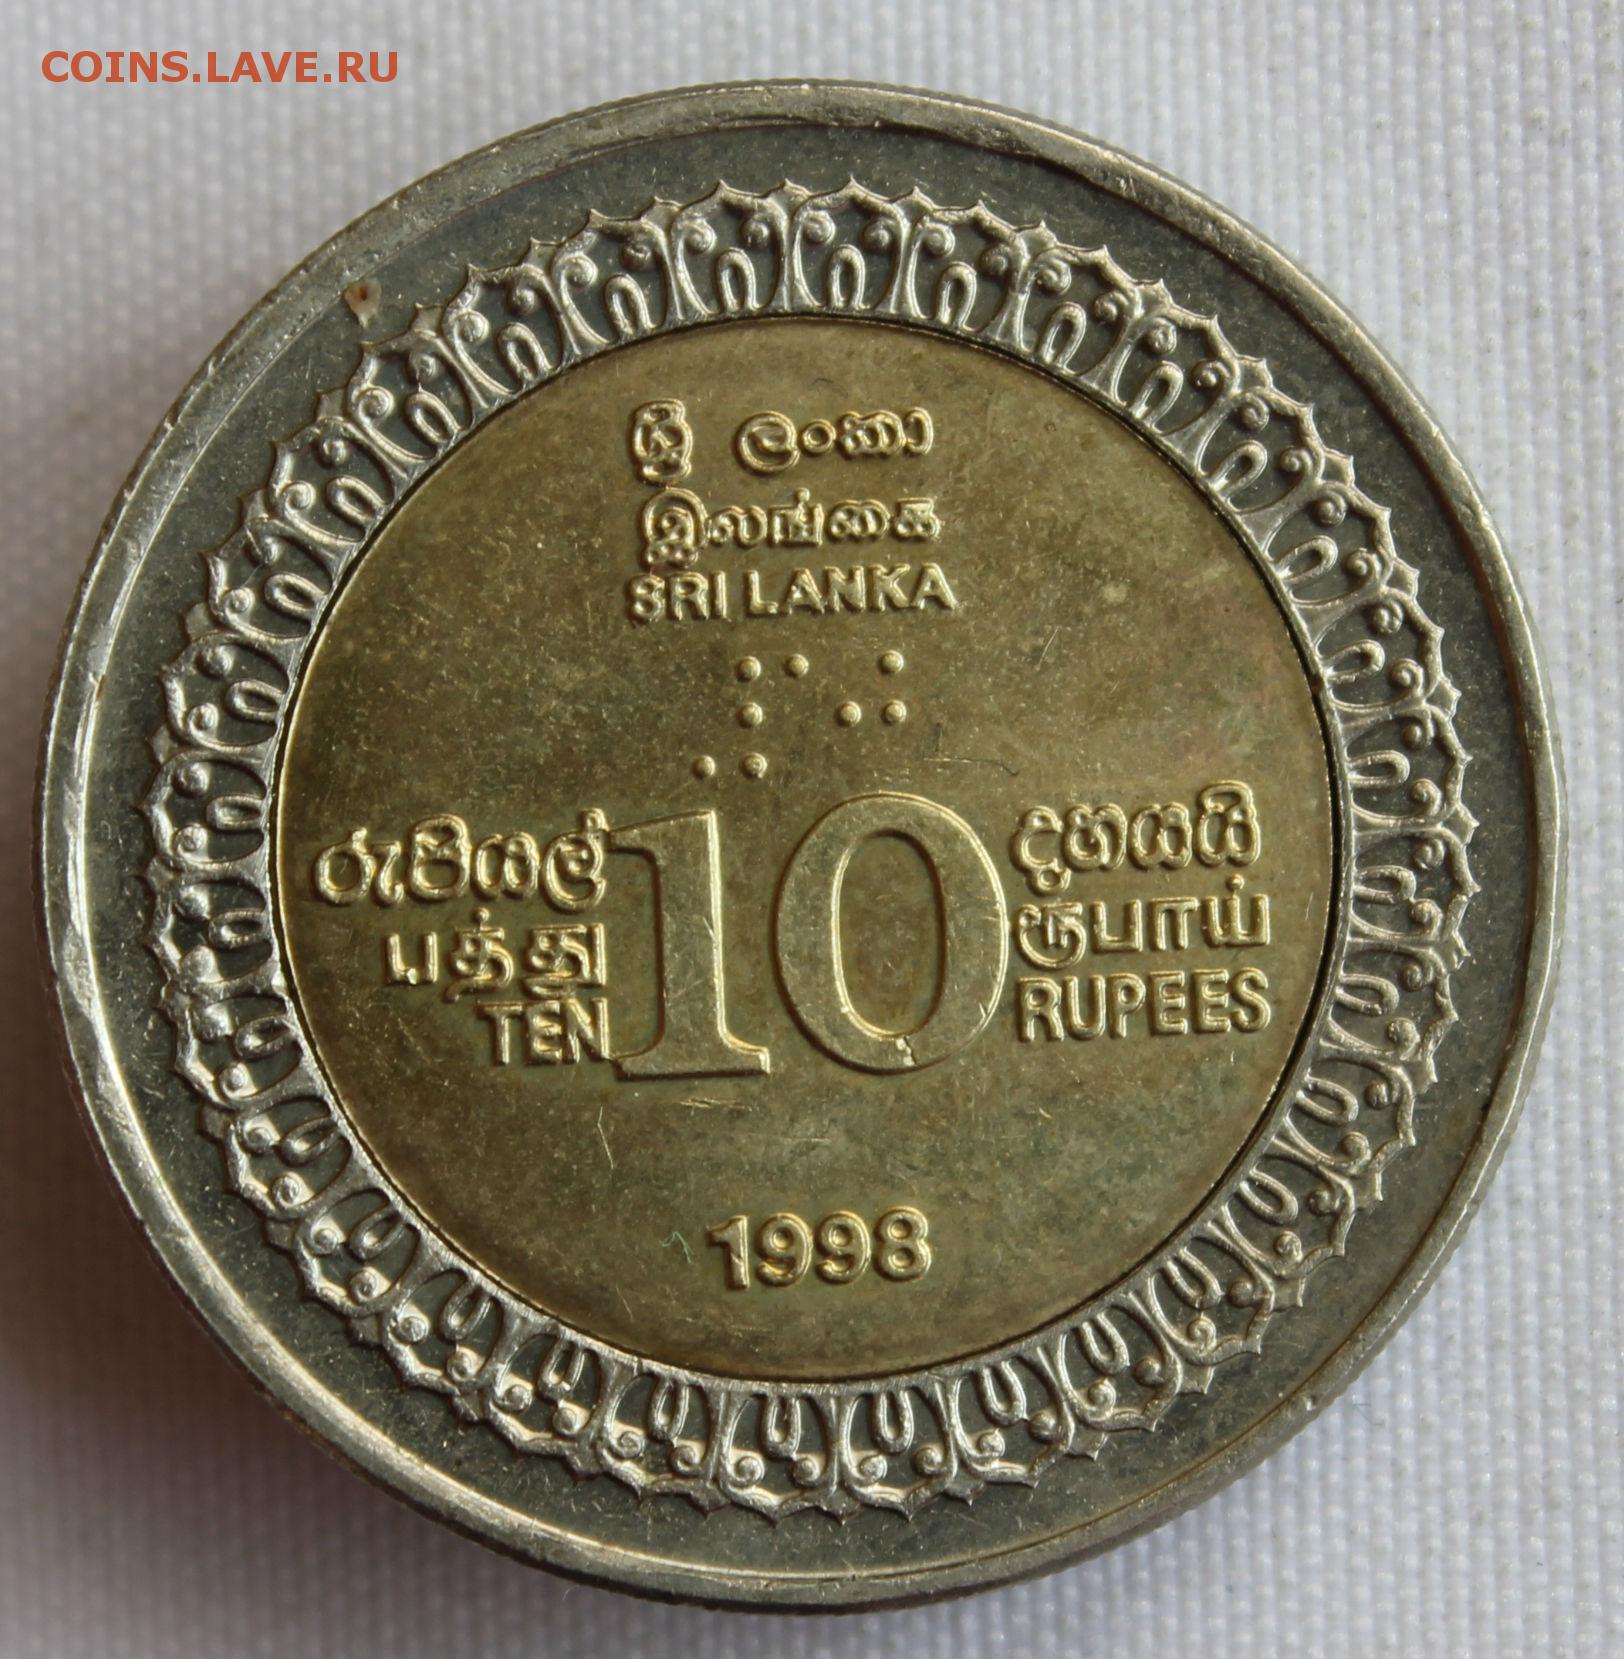 COINS.LAVE.RU
ශ්‍රී ලංකා
இலங்கை
SRI LANKA
⠼⠚
රුපියල් 10 දහයයි
பத்து ரூபாய்
TEN RUPEES
1998